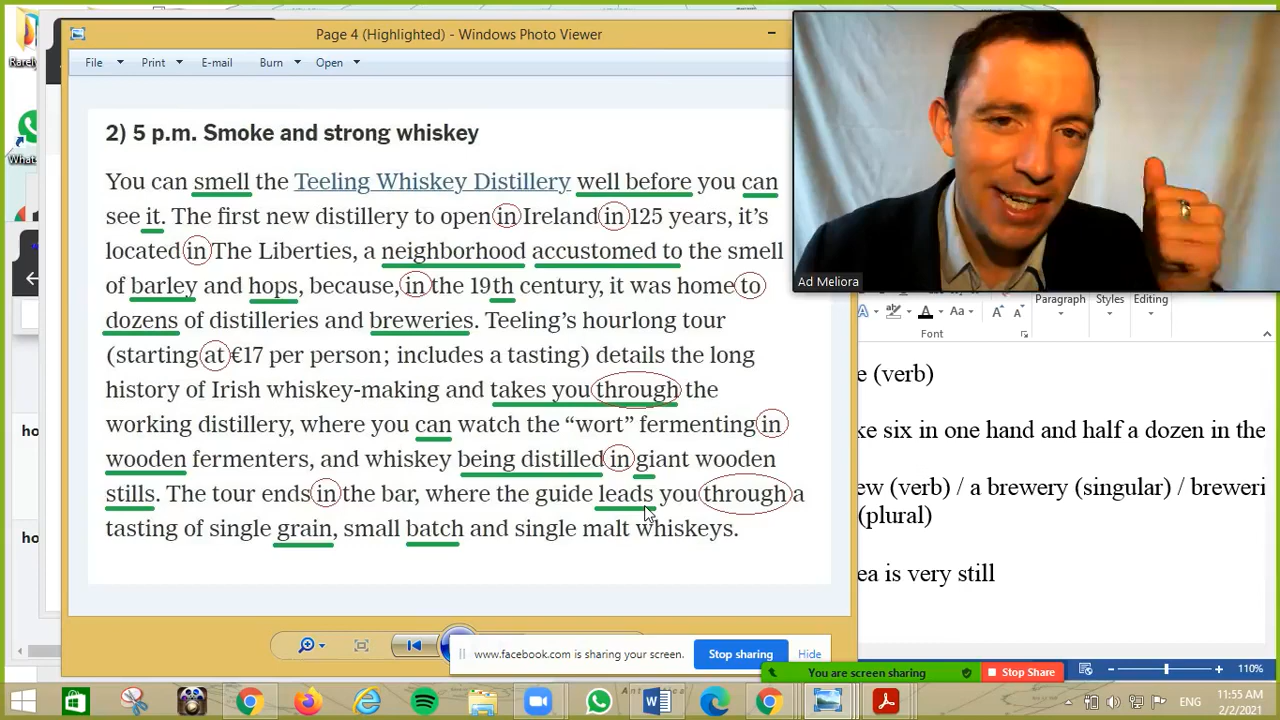 Rarely
Page 4 (Highlighted) - Windows Photo Viewer
File Print E-mail Burn Open
2) 5 p.m. Smoke and strong whiskey
You can smell the Teeling Whiskey Distillery well before you can
see it. The first new distillery to open in Ireland in 125 years, it's
located in The Liberties, a neighborhood accustomed to the smell
of barley and hops, because, in the 19th century, it was home to
dozens of distilleries and breweries. Teeling's hourlong tour
(starting at €17 per person; includes a tasting) details the long
history of Irish whiskey-making and takes you through the
working distillery, where you can watch the "wort" fermenting in
wooden fermenters, and whiskey being distilled in giant wooden
stills. The tour ends in the bar, where the guide leads you through a
tasting of single grain, small batch and single malt whiskeys.
Ad Meliora
Paragraph Styles Editing
Aa A A
Font
e (verb)
ke six in one hand and half a dozen in the
ew (verb) / a brewery (singular) / breweri
(plural)
ea is very still
What
ho
ho
www.facebook.com is sharing your screen. Stop sharing Hide
You are screen sharing Stop Share
110%
ENG
11:55 AM
2/2/2021